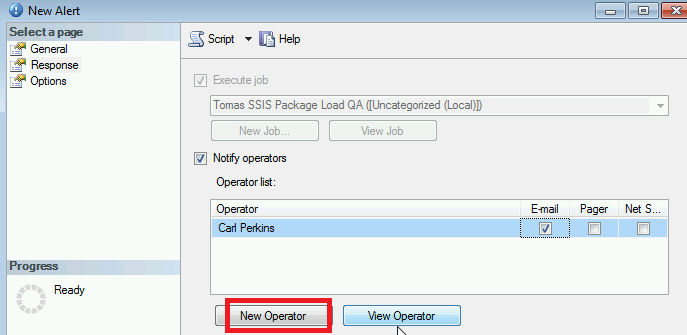 New Alert
Select a page
General
Response
Options
Script
Help
Execute job
Tomas SSIS Package Load QA ([Uncategorized (Local)])
New Job...
View Job
Notify operators
Operator list:
Operator E-mail Pager Net S...
Carl Perkins
Progress
Ready
New Operator
View Operator